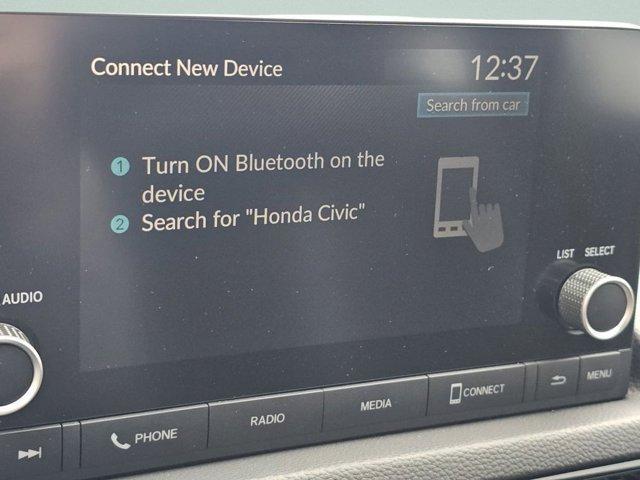 Connect New Device
12:37
Search from car
1 Turn ON Bluetooth on the
device
2 Search for "Honda Civic"
LIST SELECT
AUDIO
PHONE
RADIO
MEDIA
CONNECT
MENU